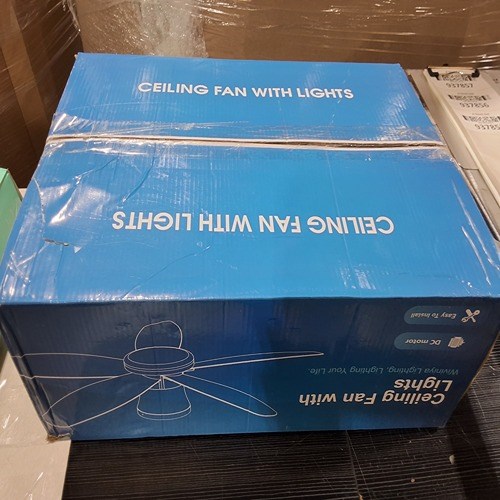 CEILING FAN WITH LIGHTS
CEILING FAN WITH LIGHTS
Ceiling Fan with
Lights
Lighting Your Life.
DC motor
Easy To Install
937857
937856